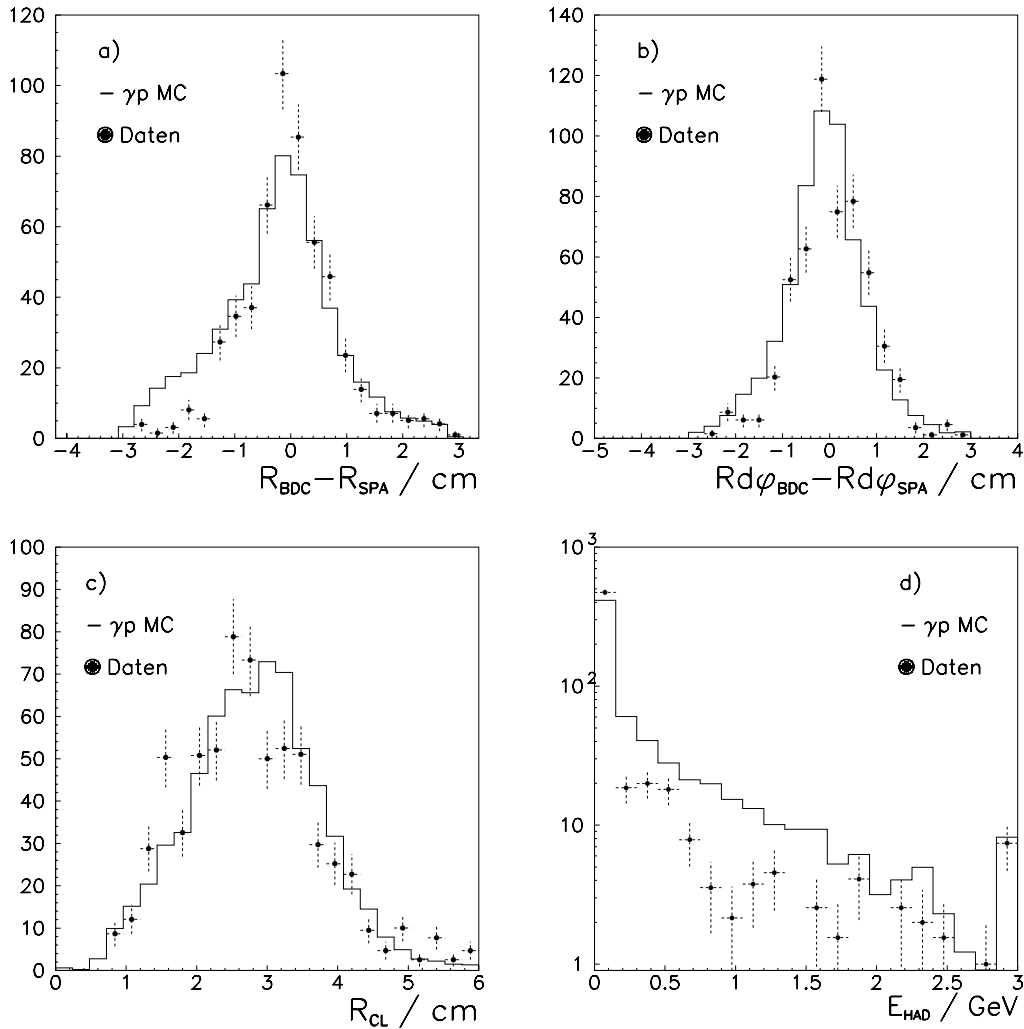 120
100
80
60
40
20
0
a)
– γp MC
Daten
−4 −3 −2 −1 0 1 2 3
R_BDC−R_SPA / cm
140
120
100
80
60
40
20
0
b)
– γp MC
Daten
−5 −4 −3 −2 −1 0 1 2 3 4
Rdφ_BDC−Rdφ_SPA / cm
100
90
80
70
60
50
40
30
20
10
0
c)
– γp MC
Daten
0 1 2 3 4 5 6
R_CL / cm
10^3
10^2
10
1
d)
– γp MC
Daten
0 0.5 1 1.5 2 2.5 3
E_HAD / GeV